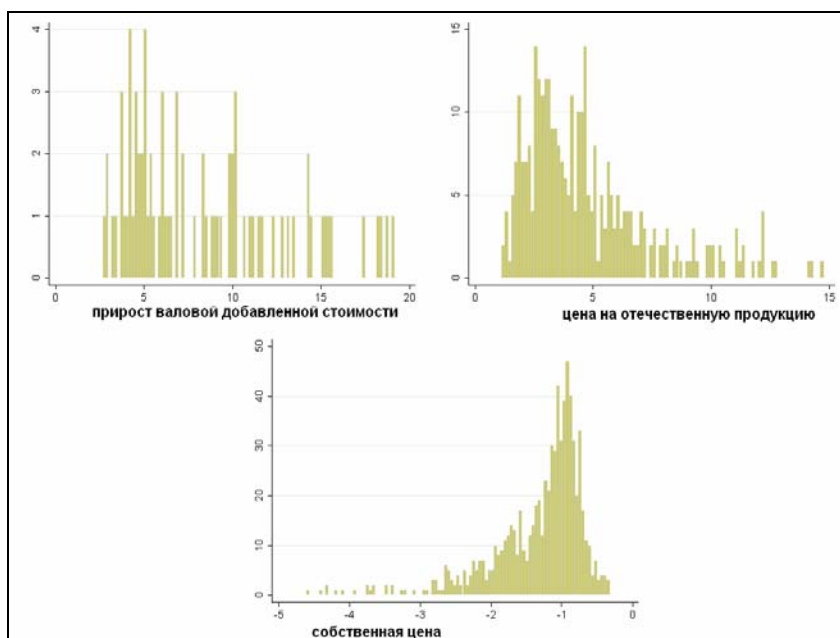 4
3
2
1
0
0 5 10 15 20
прирост валовой добавленной стоимости
15
10
5
0
0 5 10 15
цена на отечественную продукцию
50
40
30
20
10
0
-5 -4 -3 -2 -1 0
собственная цена